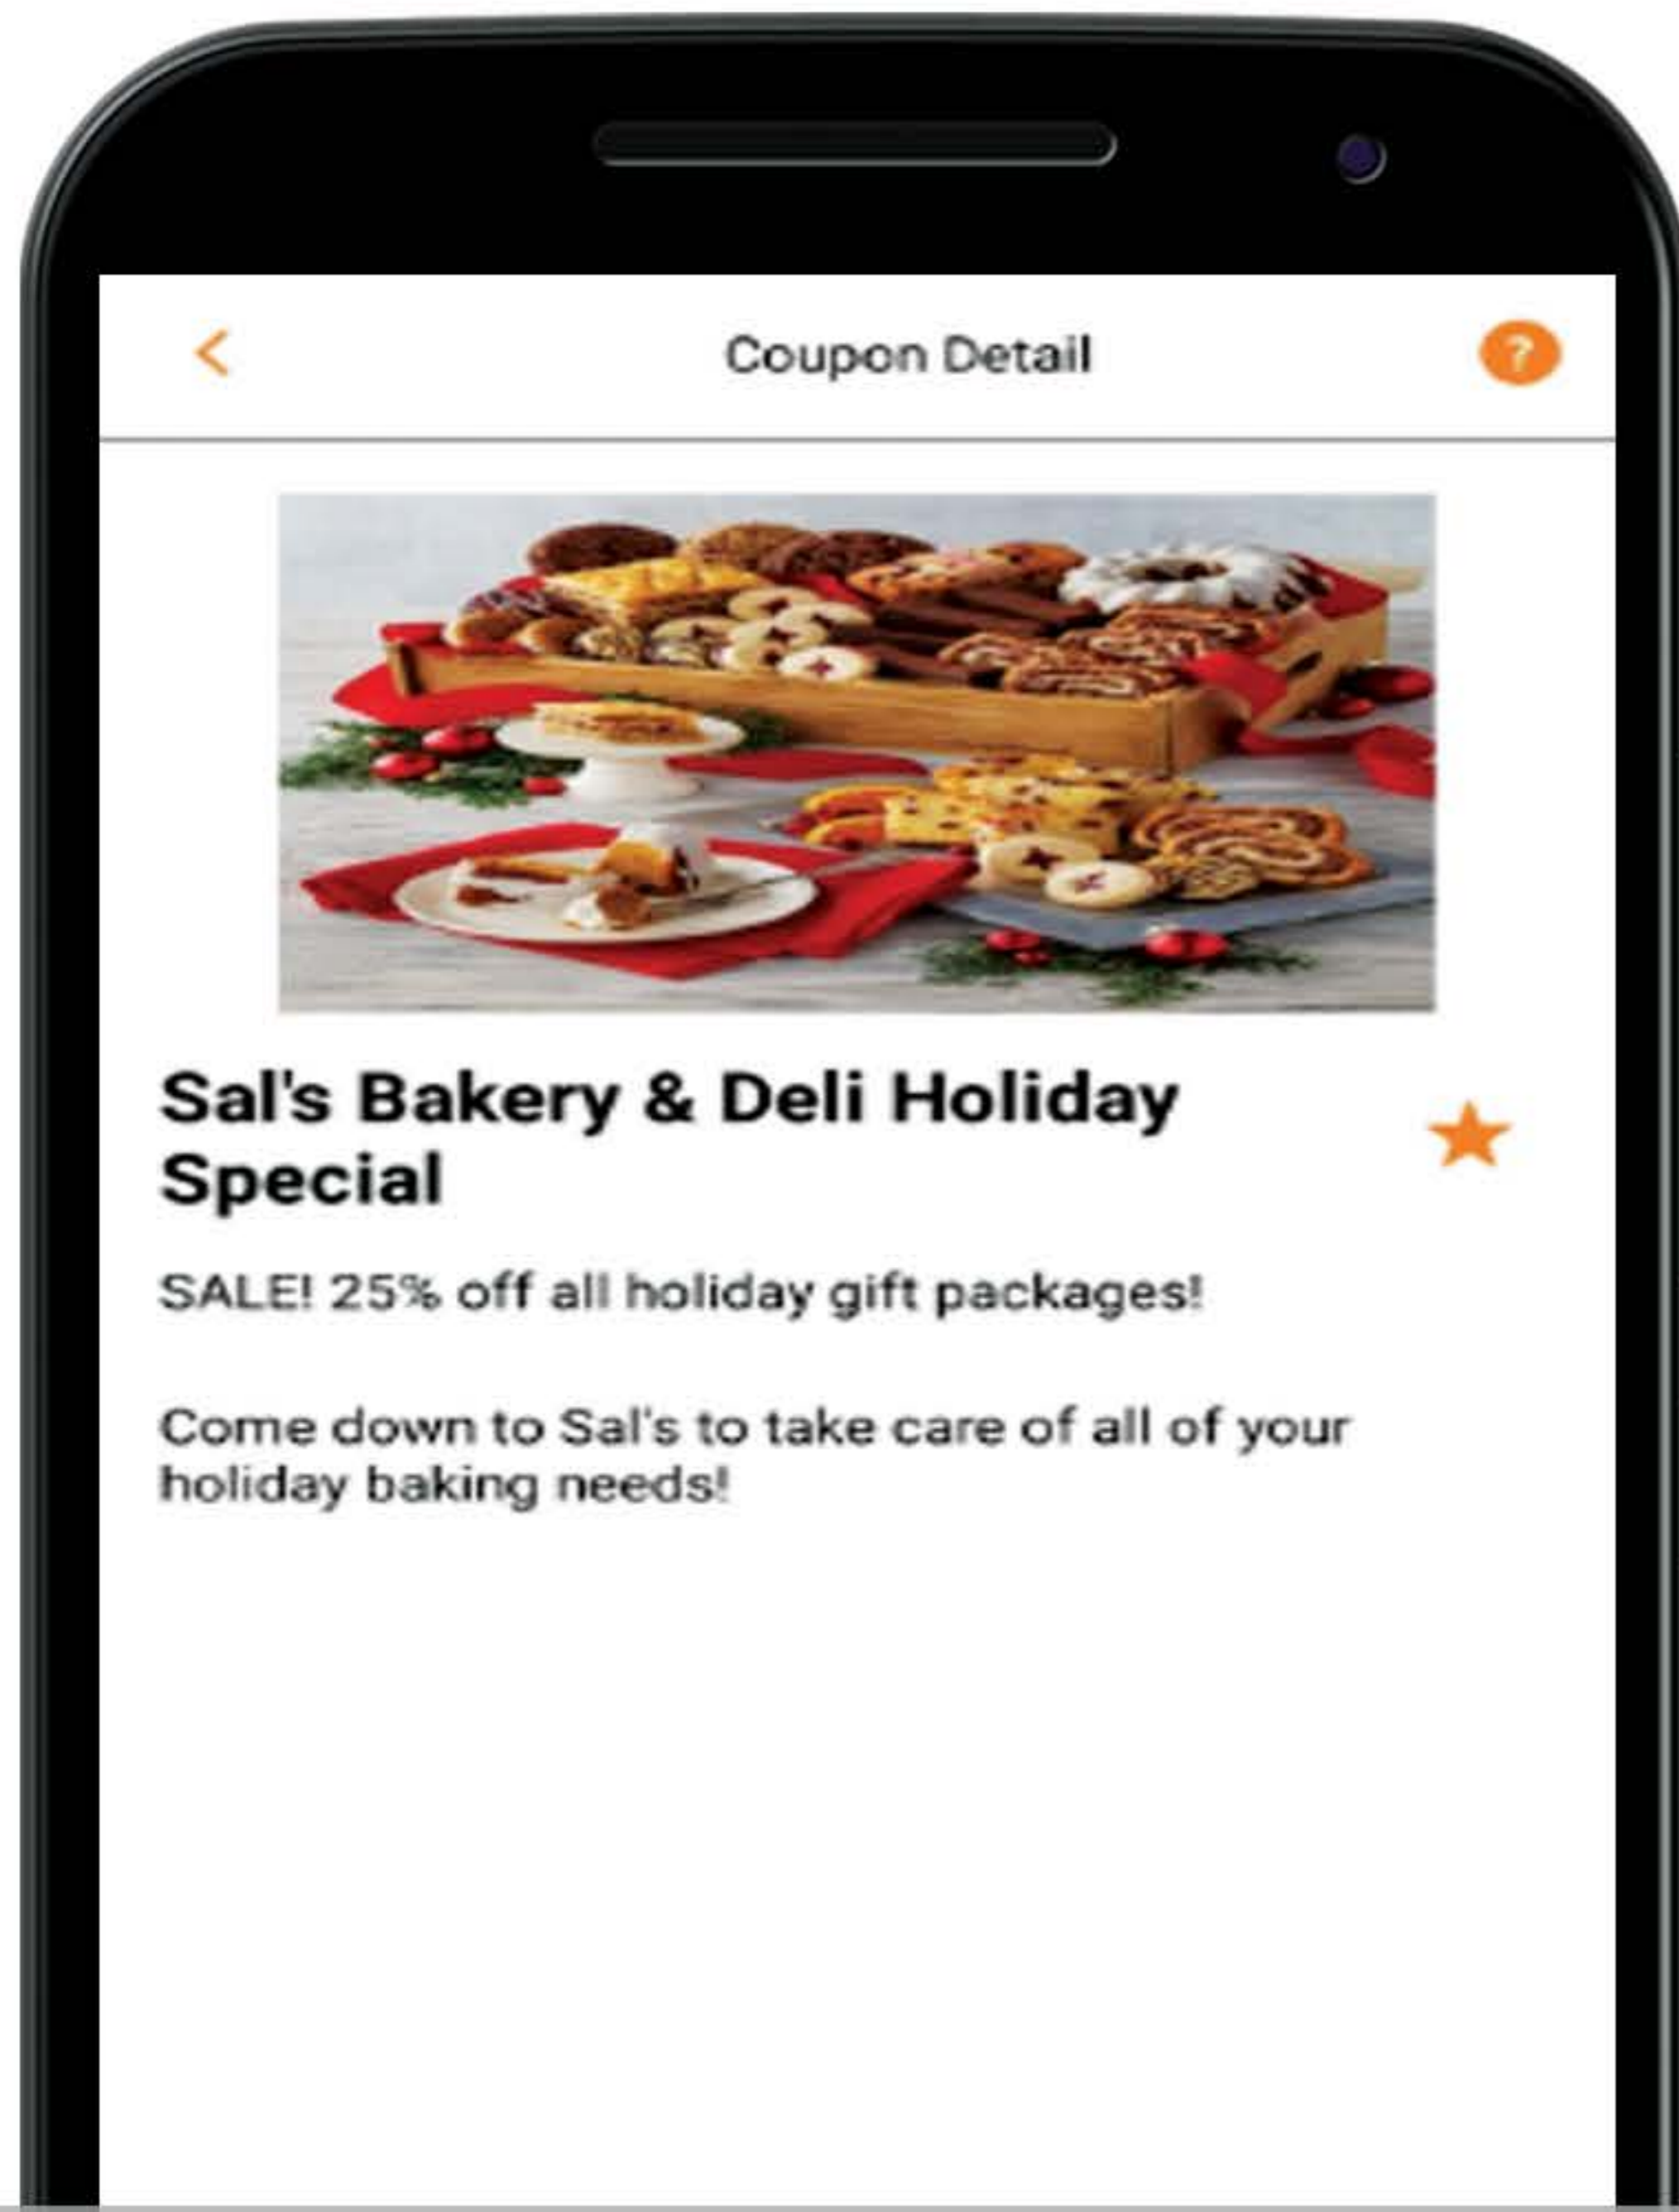 Coupon Detail
?
Sal's Bakery & Deli Holiday
Special
SALE! 25% off all holiday gift packages!
Come down to Sal's to take care of all of your
holiday baking needs!